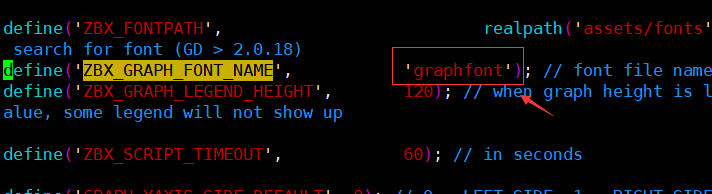 define('ZBX_FONTPATH', realpath('assets/fonts'
search for font (GD > 2.0.18)
define('ZBX_GRAPH_FONT_NAME', 'graphfont'); // font file name
define('ZBX_GRAPH_LEGEND_HEIGHT', 120); // when graph height is l
alue, some legend will not show up
define('ZBX_SCRIPT_TIMEOUT', 60); // in seconds